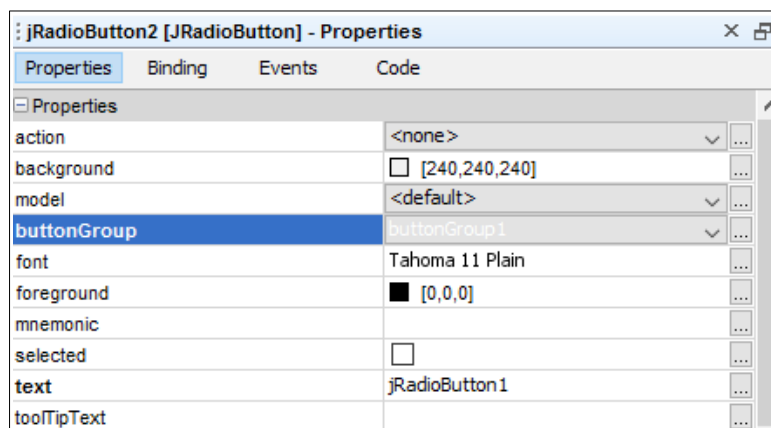 jRadioButton2 [JRadioButton] - Properties
Properties Binding Events Code
Properties
action <none> ...
background [240,240,240] ...
model <default> ...
buttonGroup buttonGroup1 ...
font Tahoma 11 Plain ...
foreground [0,0,0] ...
mnemonic ...
selected ...
text jRadioButton1 ...
toolTipText ...